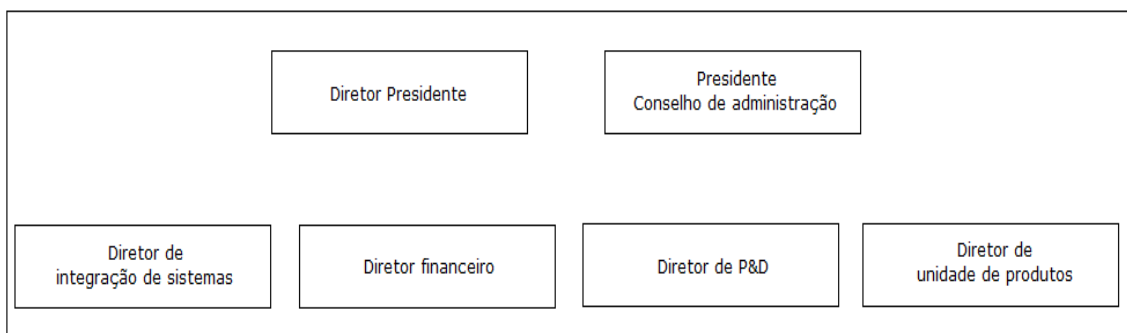 Diretor Presidente
Presidente
Conselho de administração
Diretor de
integração de sistemas
Diretor financeiro
Diretor de P&D
Diretor de
unidade de produtos